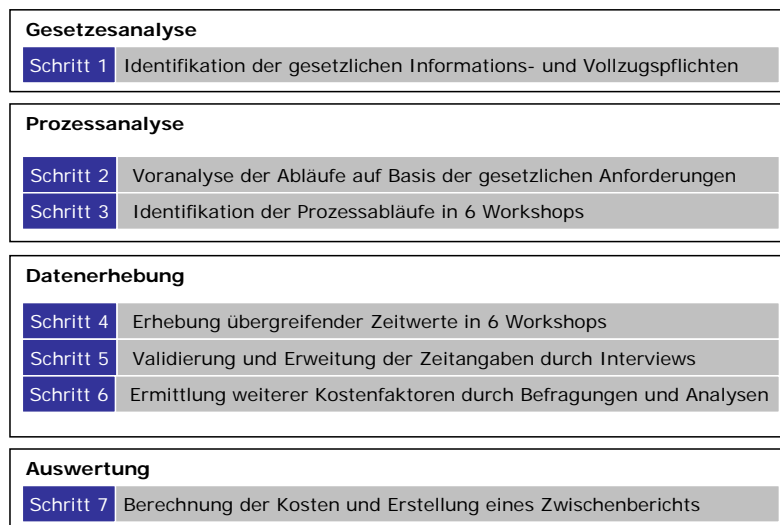 Gesetzesanalyse
Schritt 1 Identifikation der gesetzlichen Informations- und Vollzugspflichten
Prozessanalyse
Schritt 2 Voranalyse der Abläufe auf Basis der gesetzlichen Anforderungen
Schritt 3 Identifikation der Prozessabläufe in 6 Workshops
Datenerhebung
Schritt 4 Erhebung übergreifender Zeitwerte in 6 Workshops
Schritt 5 Validierung und Erweitung der Zeitangaben durch Interviews
Schritt 6 Ermittlung weiterer Kostenfaktoren durch Befragungen und Analysen
Auswertung
Schritt 7 Berechnung der Kosten und Erstellung eines Zwischenberichts